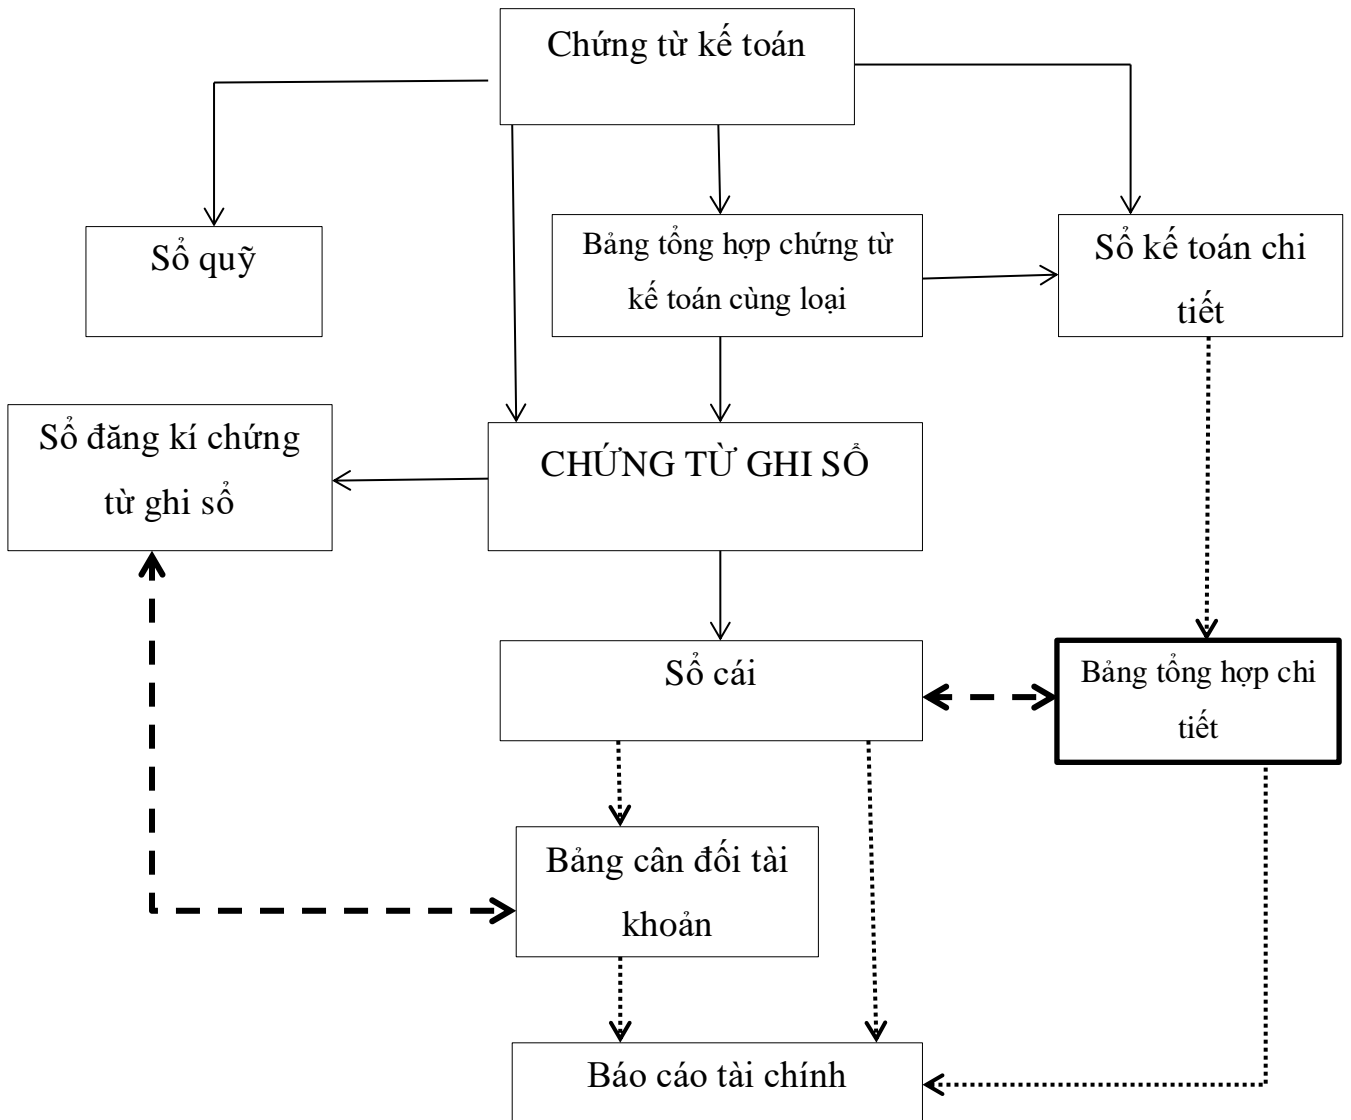 Chứng từ kế toán
Sổ quỹ
Bảng tổng hợp chứng từ
kế toán cùng loại
Sổ kế toán chi
tiết
Sổ đăng kí chứng
từ ghi sổ
CHỨNG TỪ GHI SỔ
Sổ cái
Bảng tổng hợp chi
tiết
Bảng cân đối tài
khoản
Báo cáo tài chính